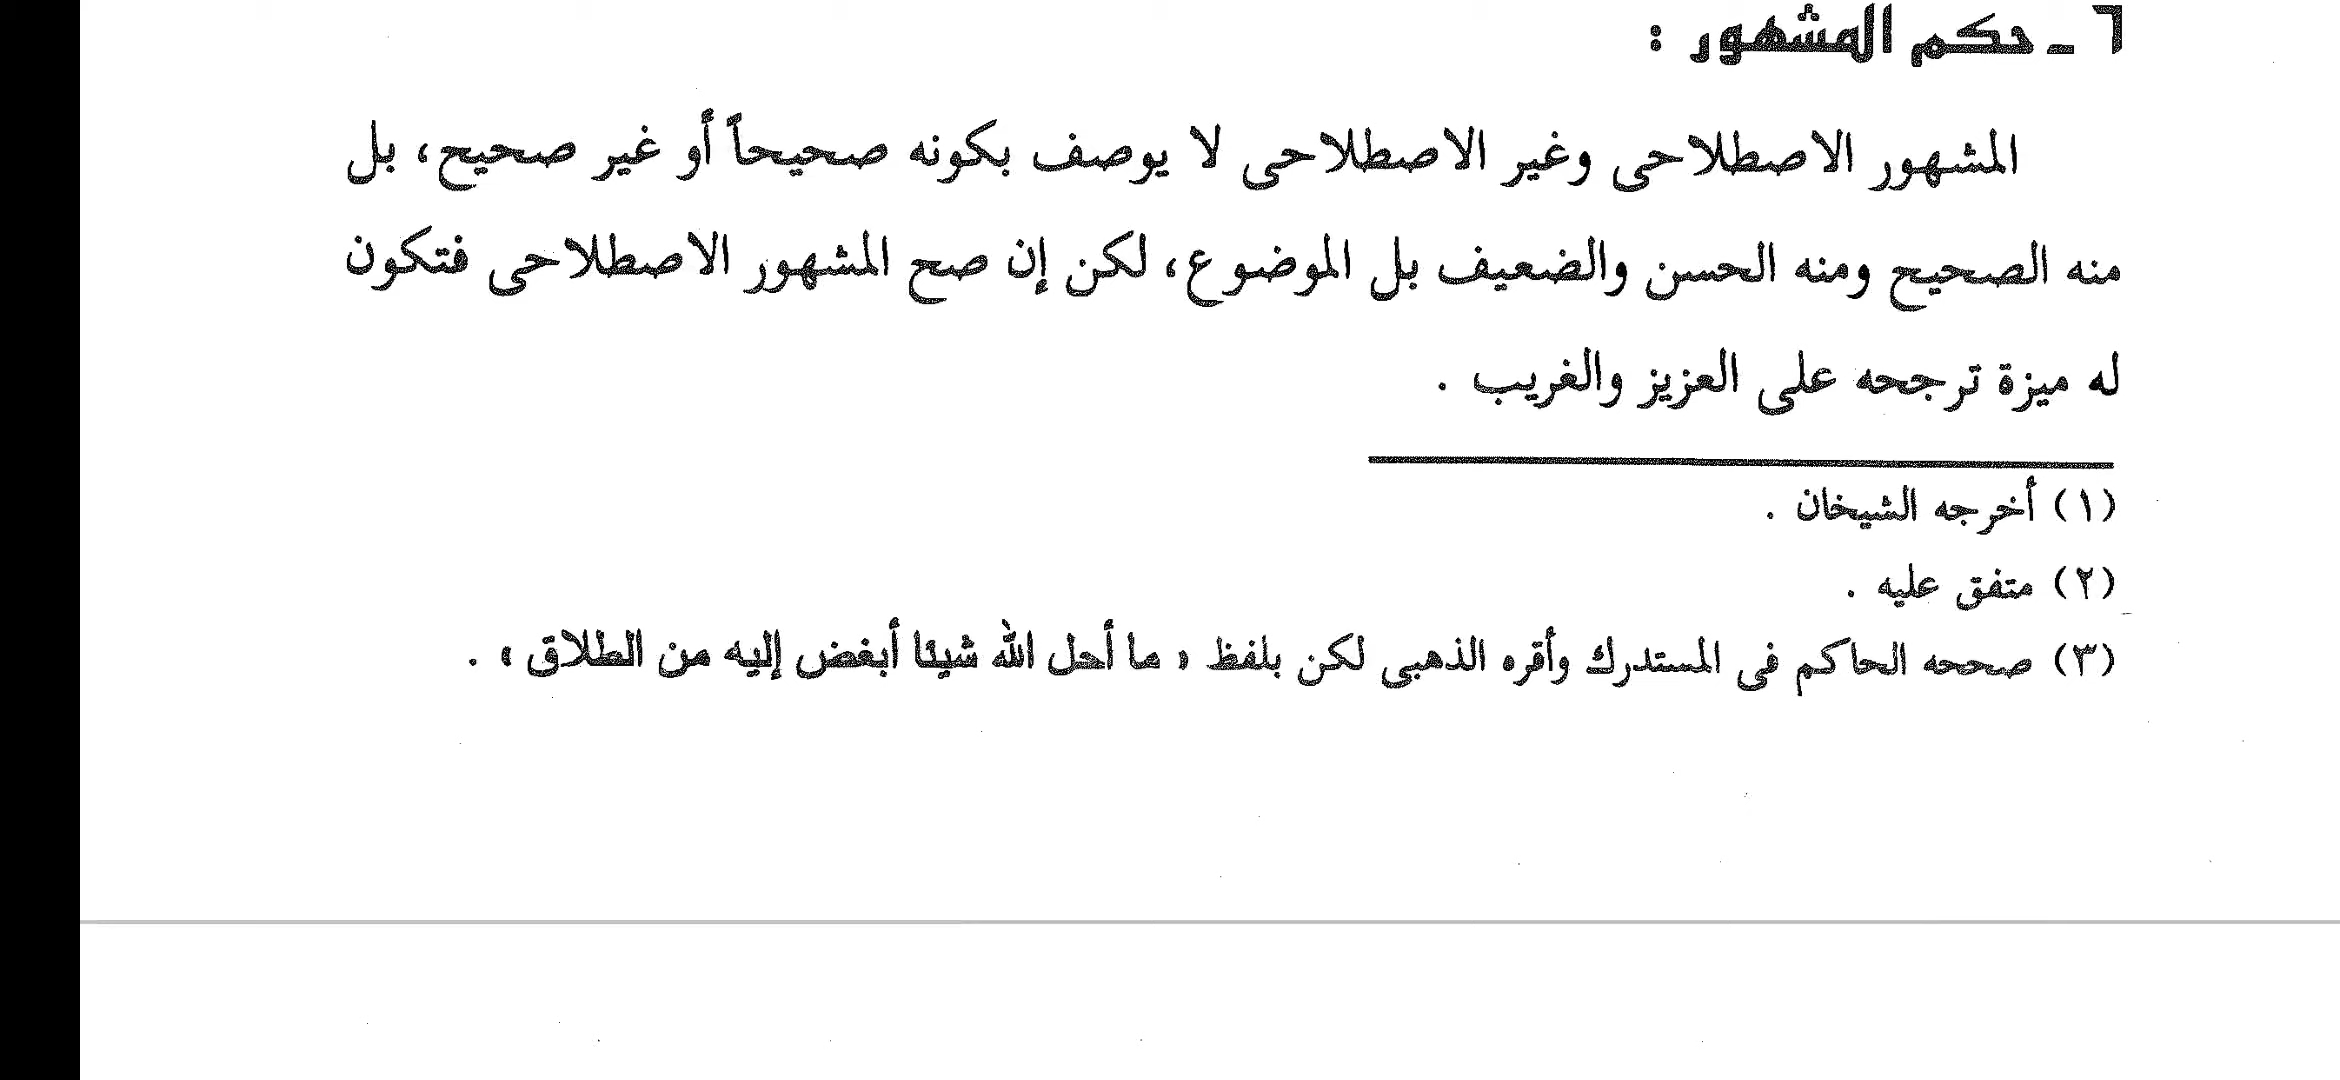 ٦ ـ حكم المشهور :
المشهور الاصطلاحى وغير الاصطلاحى لا يوصف بكونه صحيحاً أو غير صحيح، بل
منه الصحيح ومنه الحسن والضعيف بل الموضوع، لكن إن صح المشهور الاصطلاحى فتكون
له ميزة ترجحه على العزيز والغريب .
(١) أخرجه الشيخان .
(٢) متفق عليه .
(٣) صححه الحاكم فى المستدرك وأقره الذهبى لكن بلفظ « ما أحل الله شيئا أبغض إليه من الطلاق » .